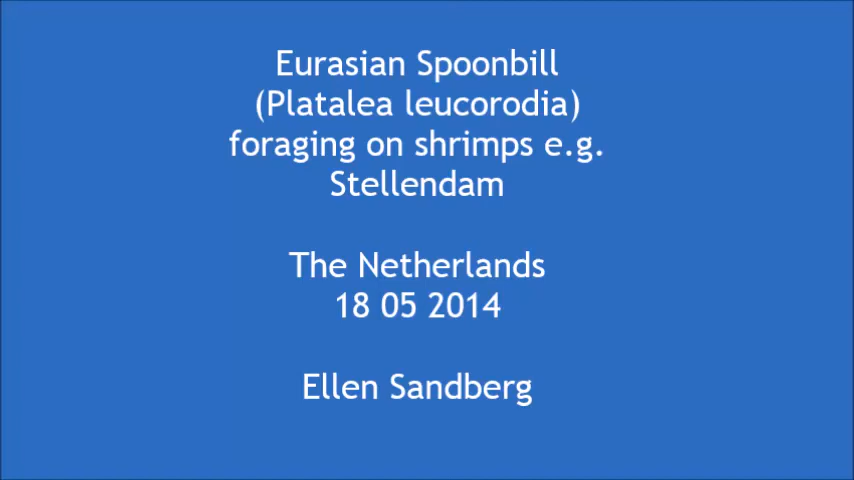 Eurasian Spoonbill
(Platalea leucorodia)
foraging on shrimps e.g.
Stellendam
The Netherlands
18 05 2014
Ellen Sandberg